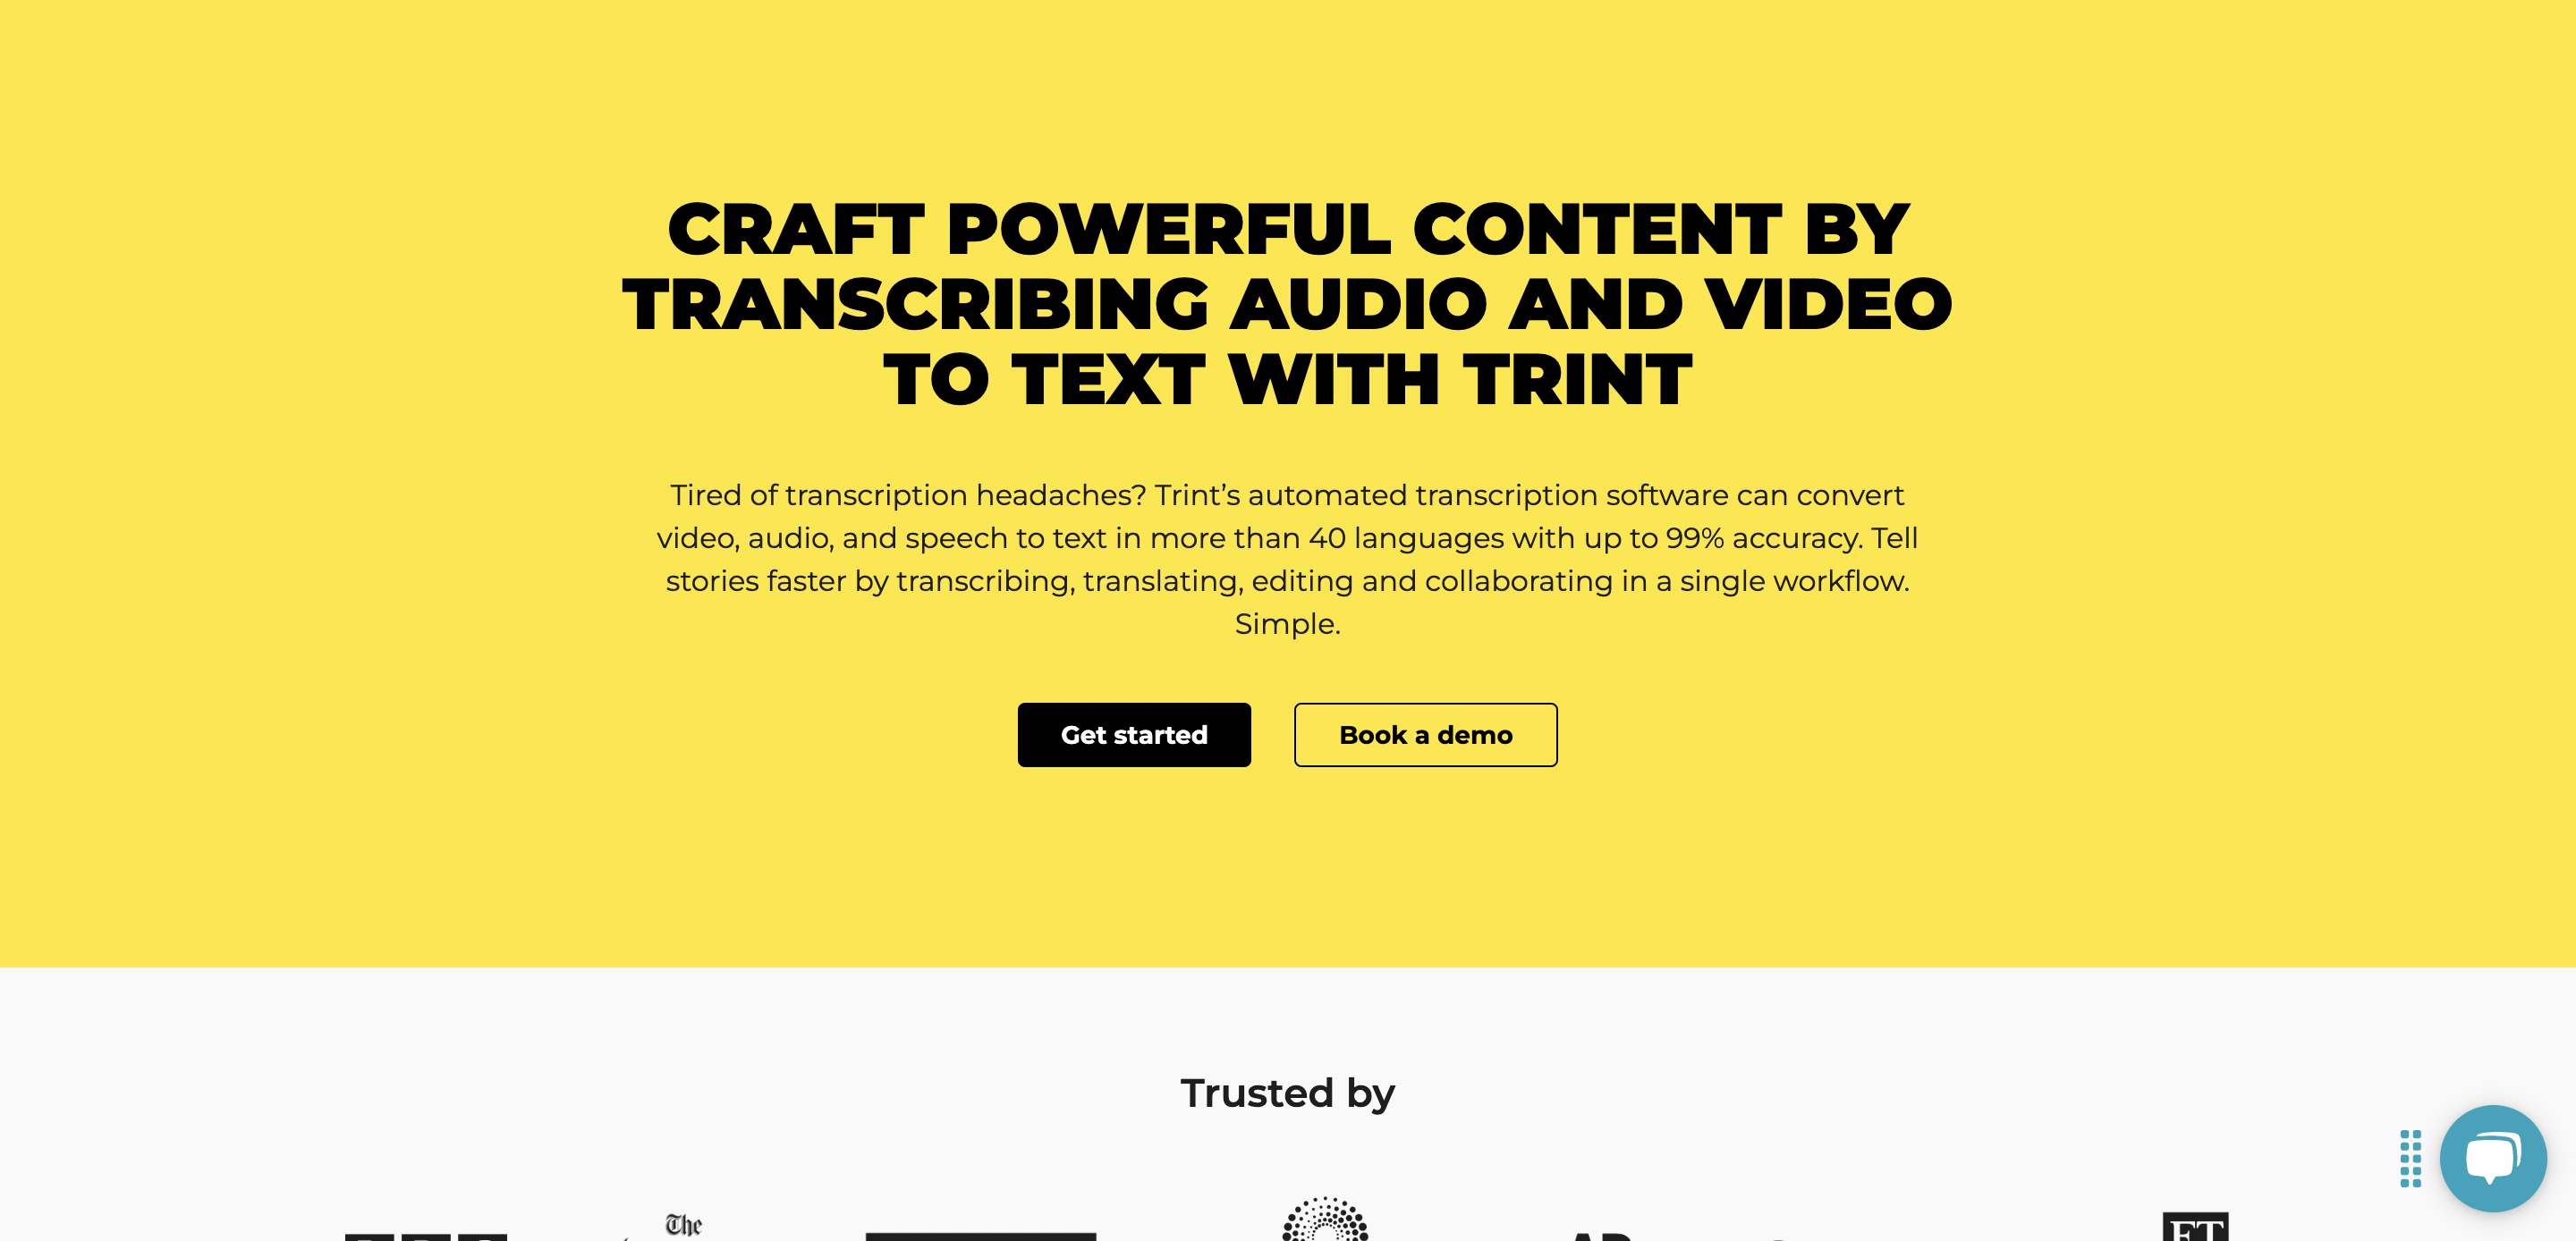 CRAFT POWERFUL CONTENT BY
TRANSCRIBING AUDIO AND VIDEO
TO TEXT WITH TRINT
Tired of transcription headaches? Trint’s automated transcription software can convert
video, audio, and speech to text in more than 40 languages with up to 99% accuracy. Tell
stories faster by transcribing, translating, editing and collaborating in a single workflow.
Simple.
Get started
Book a demo
Trusted by
The
FT